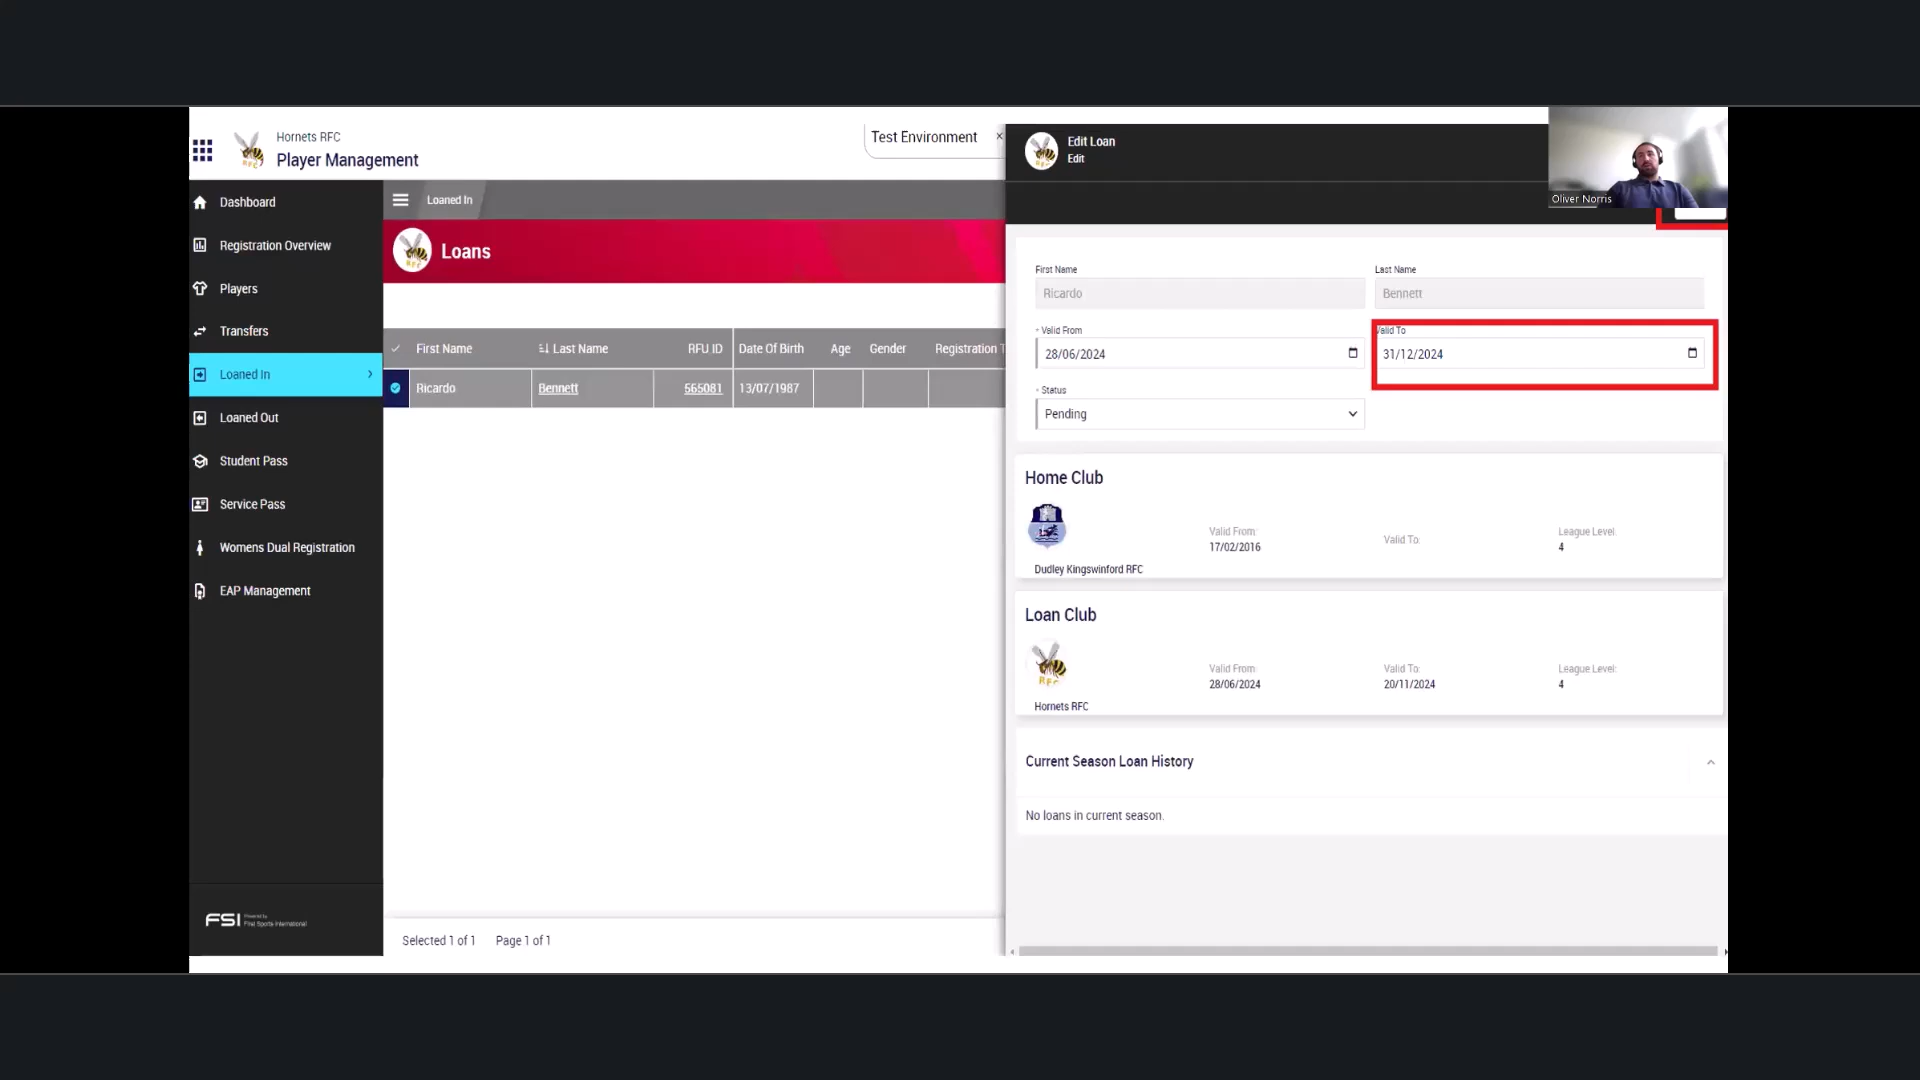 Hornets RFC
Player Management
Test Environment ×
Edit Loan
Edit
Oliver Norris
Dashboard
Registration Overview
Players
Transfers
Loaned In
Loaned Out
Student Pass
Service Pass
Womens Dual Registration
EAP Management
FSI
Loaned In
Loans
First Name Last Name RFU ID Date Of Birth Age Gender Registration T
Ricardo Bennett 565081 13/07/1987
Selected 1 of 1 Page 1 of 1
First Name Last Name
Ricardo Bennett
Valid From Valid To
28/06/2024 31/12/2024
Status
Pending
Home Club
Valid From: Valid To: League Level:
17/02/2016 4
Dudley Kingswinford RFC
Loan Club
RFC
Valid From: Valid To: League Level:
28/06/2024 20/11/2024 4
Hornets RFC
Current Season Loan History
No loans in current season.